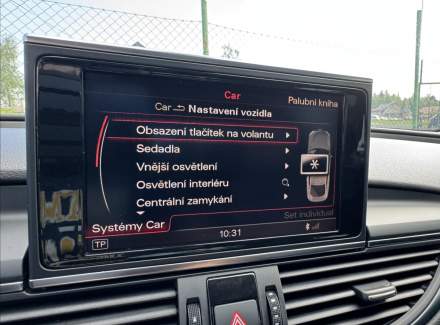 Car
Palubní kniha
Car Nastavení vozidla
Obsazení tlačítek na volantu
Sedadla
Vnější osvětlení
Osvětlení interiéru
Centrální zamykání
Systémy Car
Set individual
TP
10:31